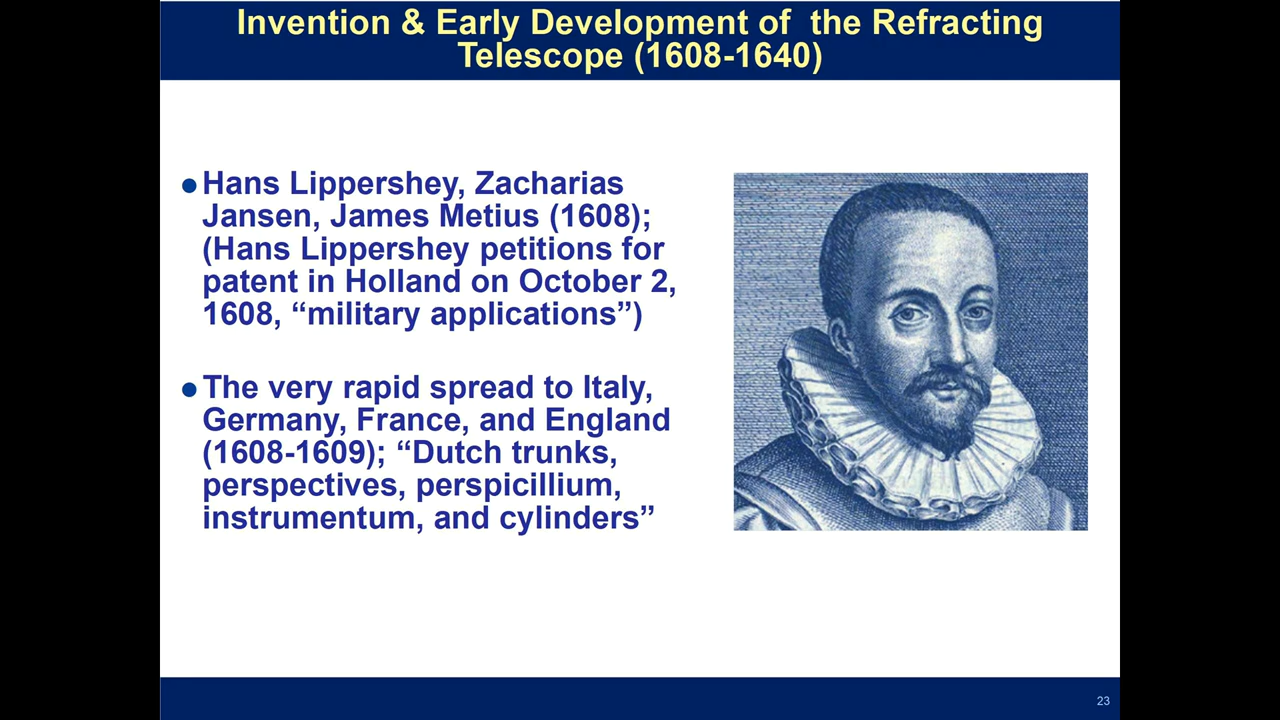 Invention & Early Development of  the Refracting
Telescope (1608-1640)
●Hans Lippershey, Zacharias
Jansen, James Metius (1608);
(Hans Lippershey petitions for
patent in Holland on October 2,
1608, “military applications”)
●The very rapid spread to Italy,
Germany, France, and England
(1608-1609); “Dutch trunks,
perspectives, perspicillium,
instrumentum, and cylinders”
23